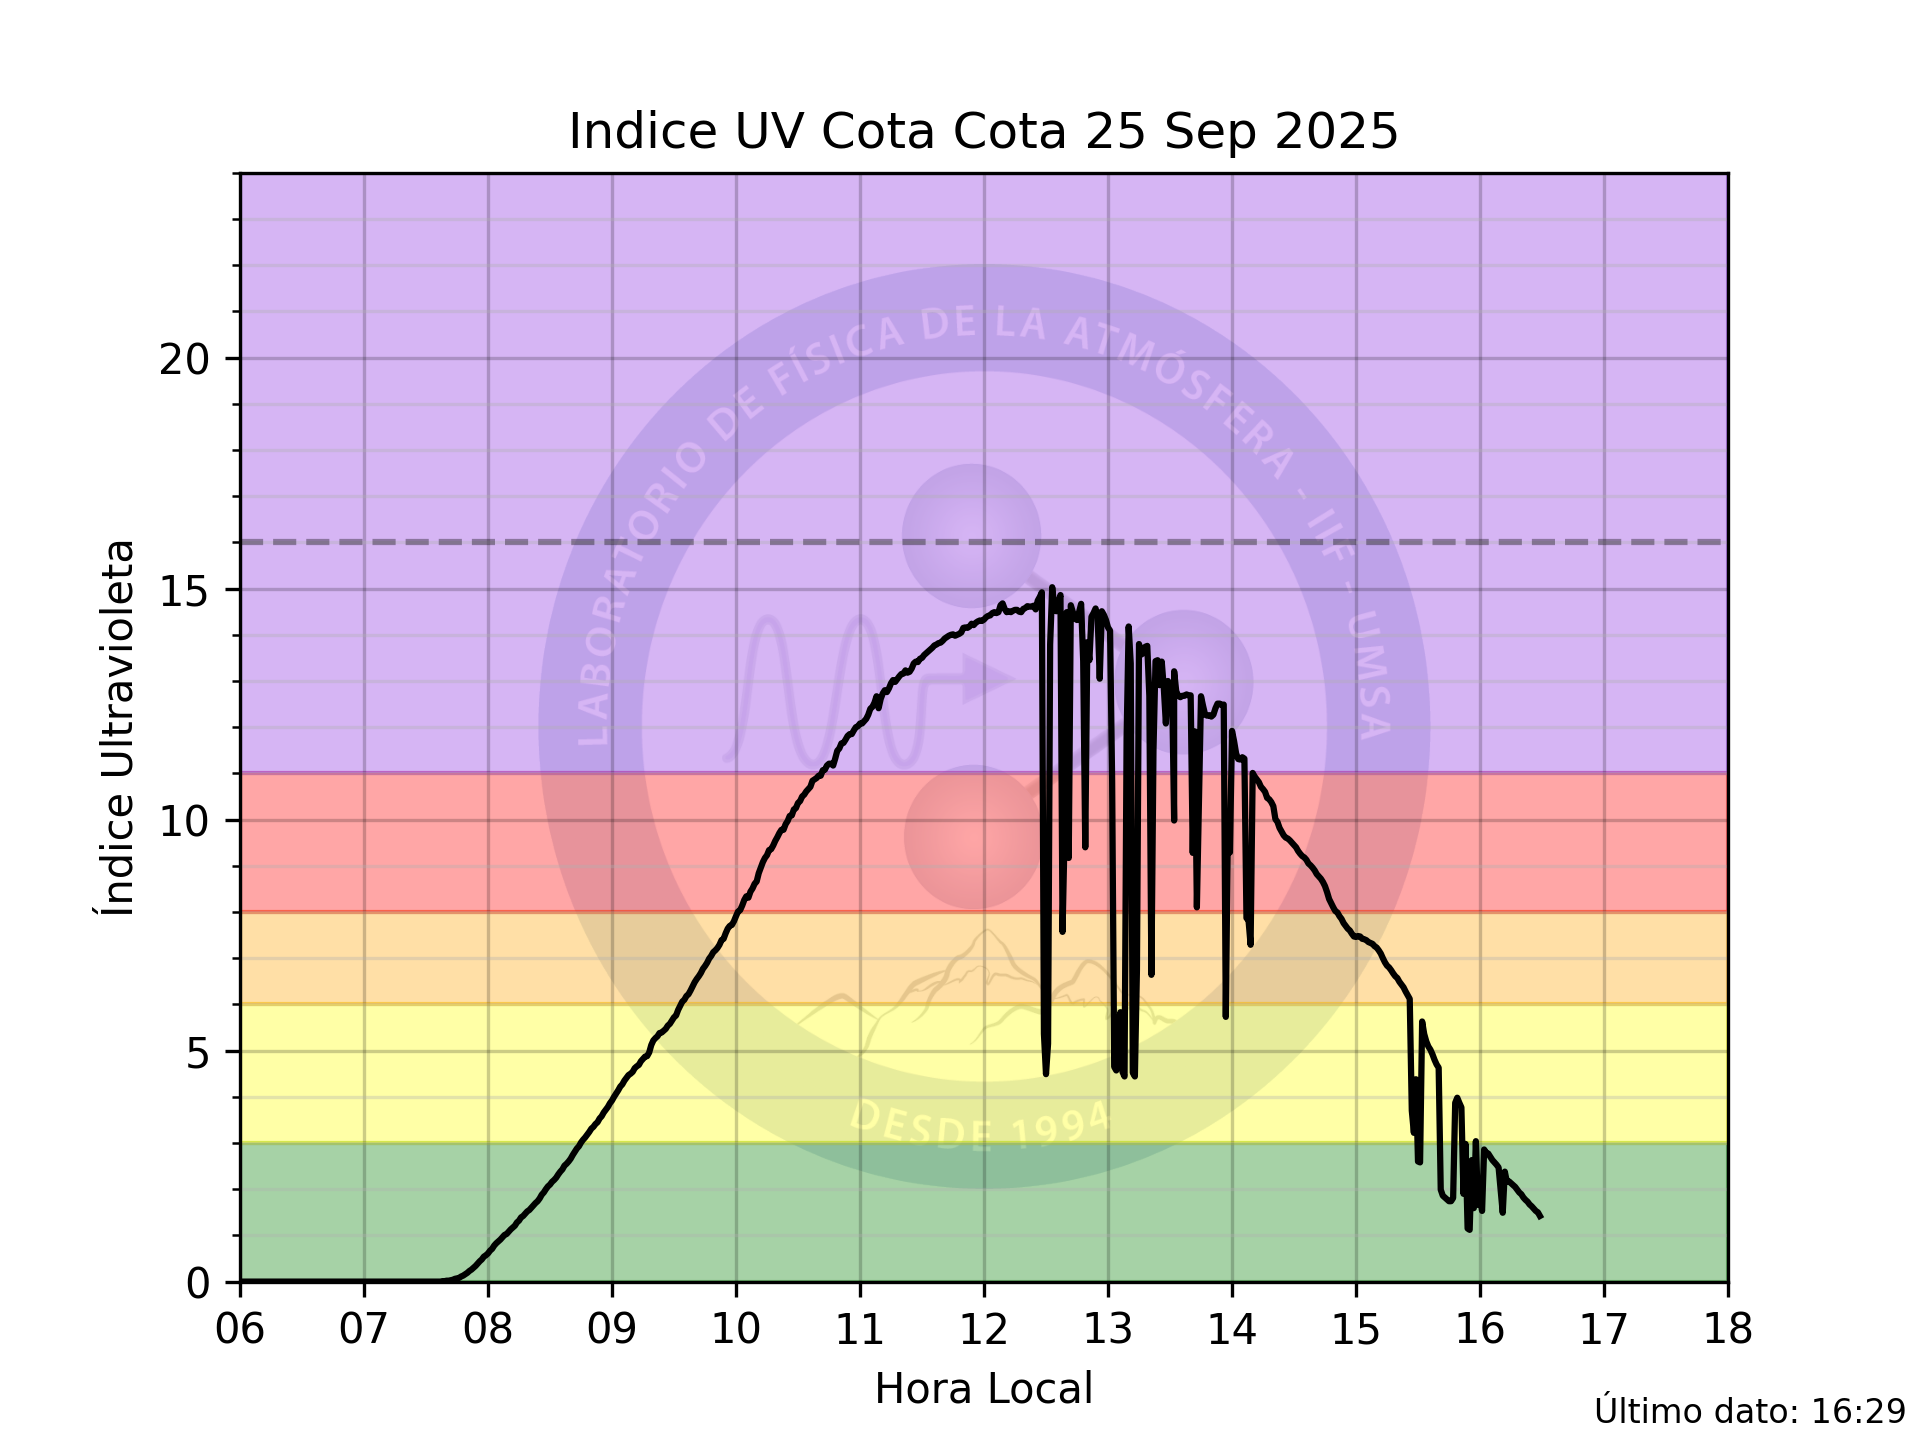 Indice UV Cota Cota 25 Sep 2025
Índice Ultravioleta
20
15
10
5
0
LABORATORIO DE FÍSICA DE LA ATMÓSFERA - IIF - UMSA
DESDE 1994
06 07 08 09 10 11 12 13 14 15 16 17 18
Hora Local
Último dato: 16:29